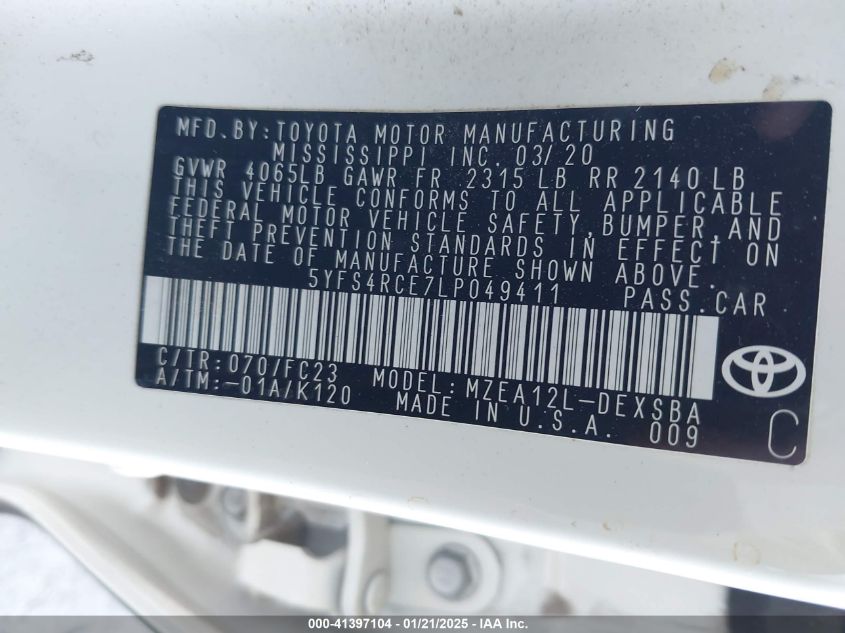 MFD. BY: TOYOTA MOTOR MANUFACTURING
MISSISSIPPI INC. 03/20
GVWR 4065LB GAWR FR 2315 LB RR 2140 LB
THIS VEHICLE CONFORMS TO ALL APPLICABLE
FEDERAL MOTOR VEHICLE SAFETY, BUMPER, AND
THEFT PREVENTION STANDARDS IN EFFECT ON
THE DATE OF MANUFACTURE SHOWN ABOVE.
5YFS4RCE7LP049411 PASS. CAR
C/TR: 070/FC23 MODEL: MZEA12L-DEXSBA
A/TM: -01A/K120 MADE IN U.S.A. 009
C
000-41397104 — 01/21/2025 - IAA, Inc.